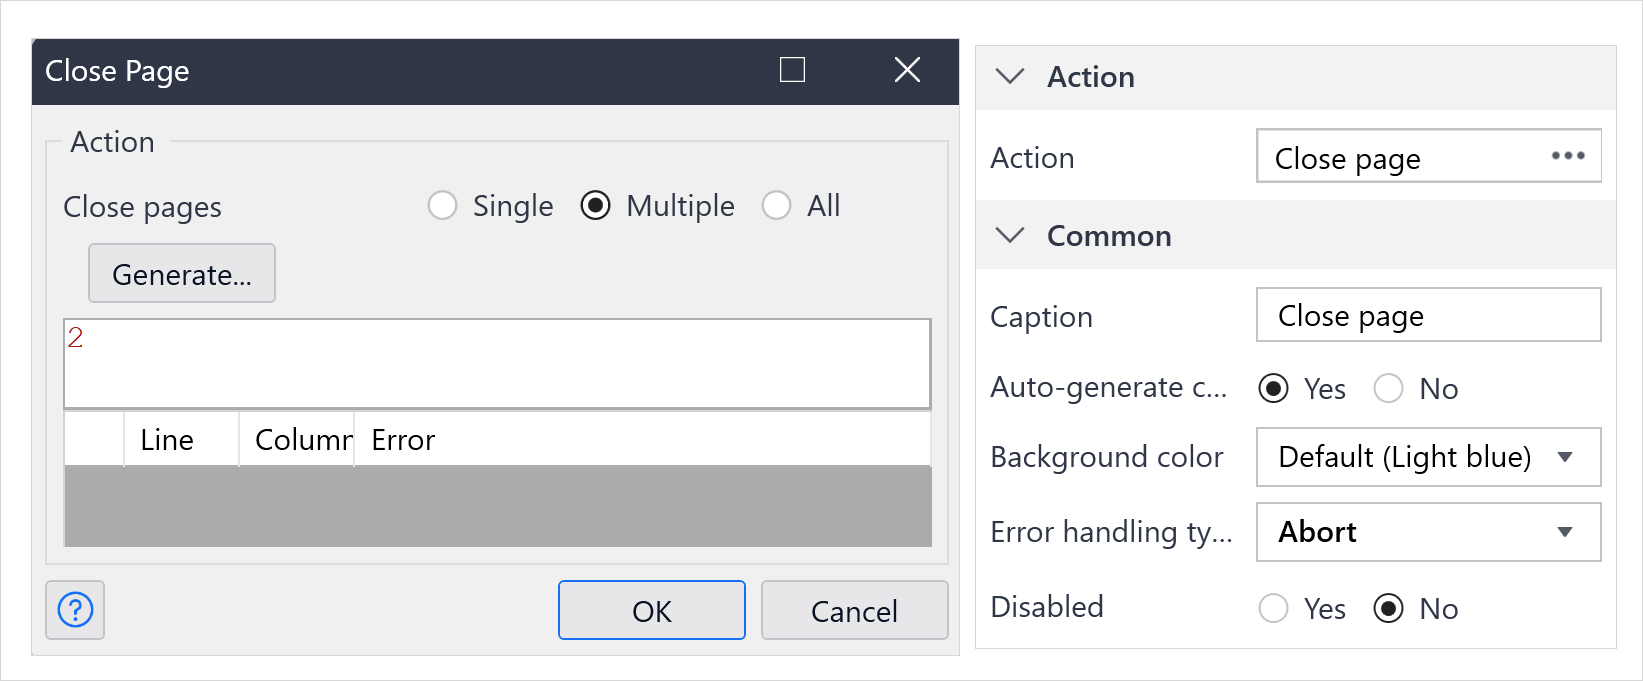 Close Page
Action
Close pages
Single
Multiple
All
Generate...
2
Line
Column
Error
?
OK
Cancel
Action
Action
Close page
Common
Caption
Close page
Auto-generate c...
Yes
No
Background color
Default (Light blue)
Error handling ty...
Abort
Disabled
Yes
No